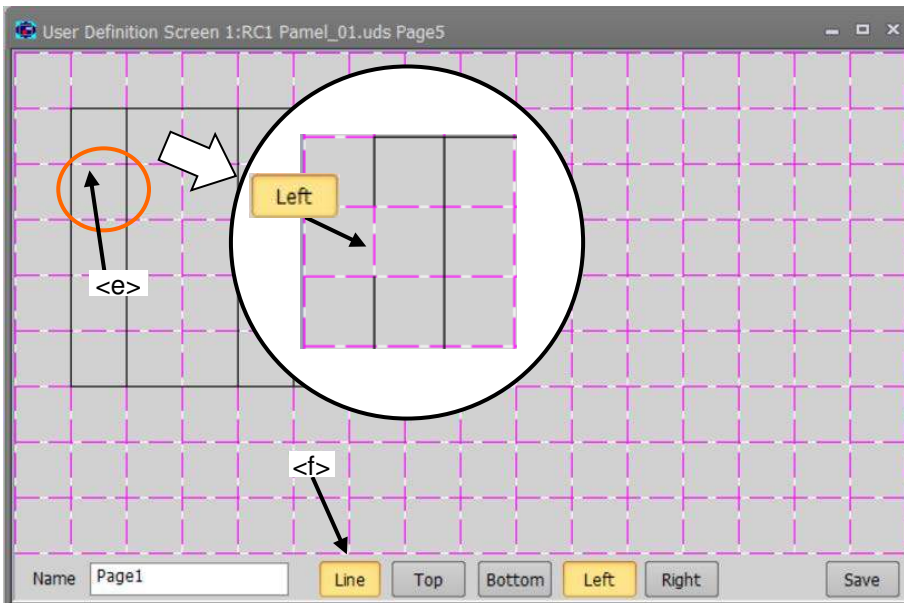 User Definition Screen 1:RC1 Pamel_01.uds Page5
Left
<e>
<f>
Name Page1 Line Top Bottom Left Right Save